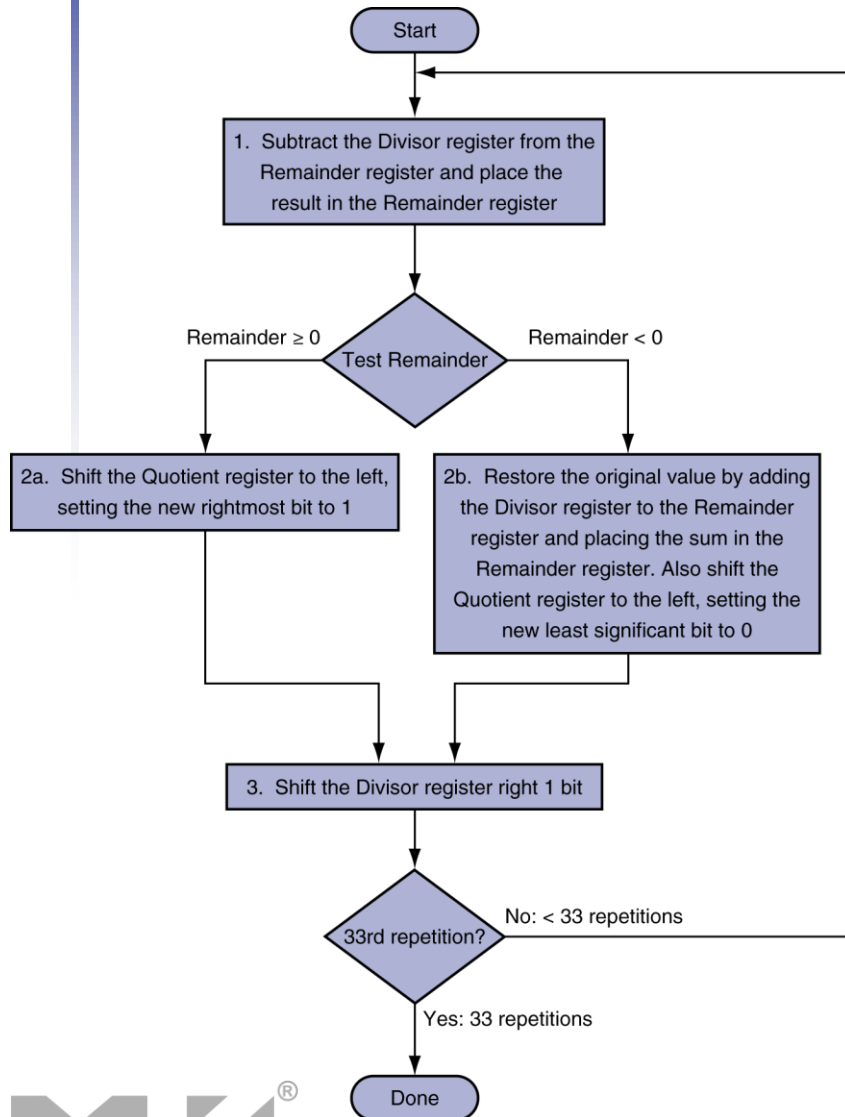 Start
1. Subtract the Divisor register from the
Remainder register and place the
result in the Remainder register
Remainder ≥ 0
Remainder < 0
Test Remainder
2a. Shift the Quotient register to the left,
setting the new rightmost bit to 1
2b. Restore the original value by adding
the Divisor register to the Remainder
register and placing the sum in the
Remainder register. Also shift the
Quotient register to the left, setting the
new least significant bit to 0
3. Shift the Divisor register right 1 bit
33rd repetition?
No: < 33 repetitions
Yes: 33 repetitions
®
Done